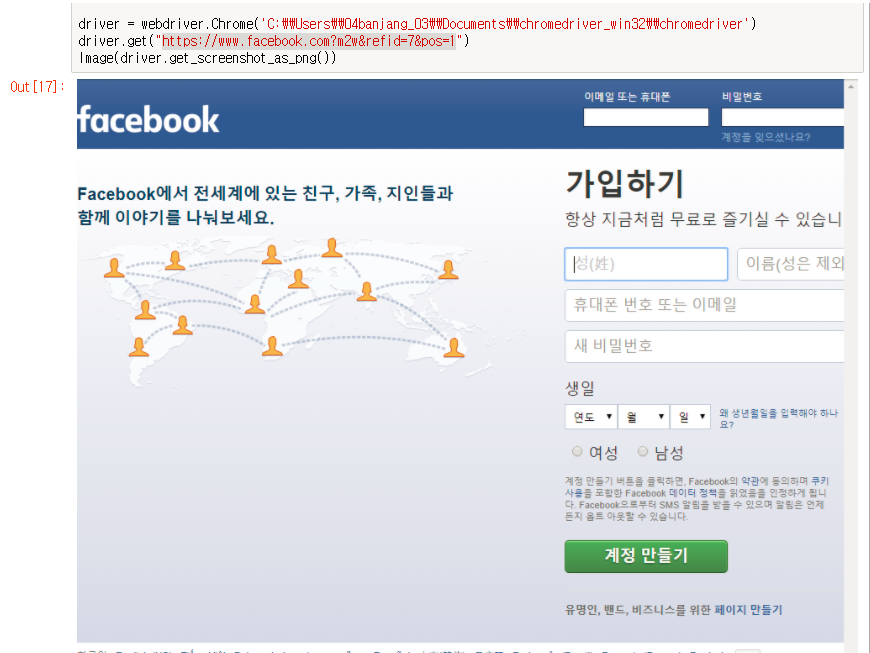 driver = webdriver.Chrome('C:₩₩Users₩₩04banjang_03₩₩Documents₩₩chromedriver_win32₩₩chromedriver')
driver.get("https://www.facebook.com?m2w&refid=7&pos=1")
Image(driver.get_screenshot_as_png())
Out[17]:
이메일 또는 휴대폰 비밀번호
facebook
계정을 잊으셨나요?
가입하기
Facebook에서 전세계에 있는 친구, 가족, 지인들과
함께 이야기를 나눠보세요.
항상 지금처럼 무료로 즐기실 수 있습니
성(姓) 이름(성은 제외
휴대폰 번호 또는 이메일
새 비밀번호
생일
연도 월 일 왜 생년월일을 입력해야 하나
요?
여성 남성
계정 만들기 버튼을 클릭하면, Facebook의 약관에 동의하며 쿠키
사용을 포함한 Facebook 데이터 정책을 읽었음을 인정하게 됩니
다. Facebook으로부터 SMS 알림을 받을 수 있으며 알림은 언제
든지 옵트 아웃할 수 있습니다.
계정 만들기
유명인, 밴드, 비즈니스를 위한 페이지 만들기